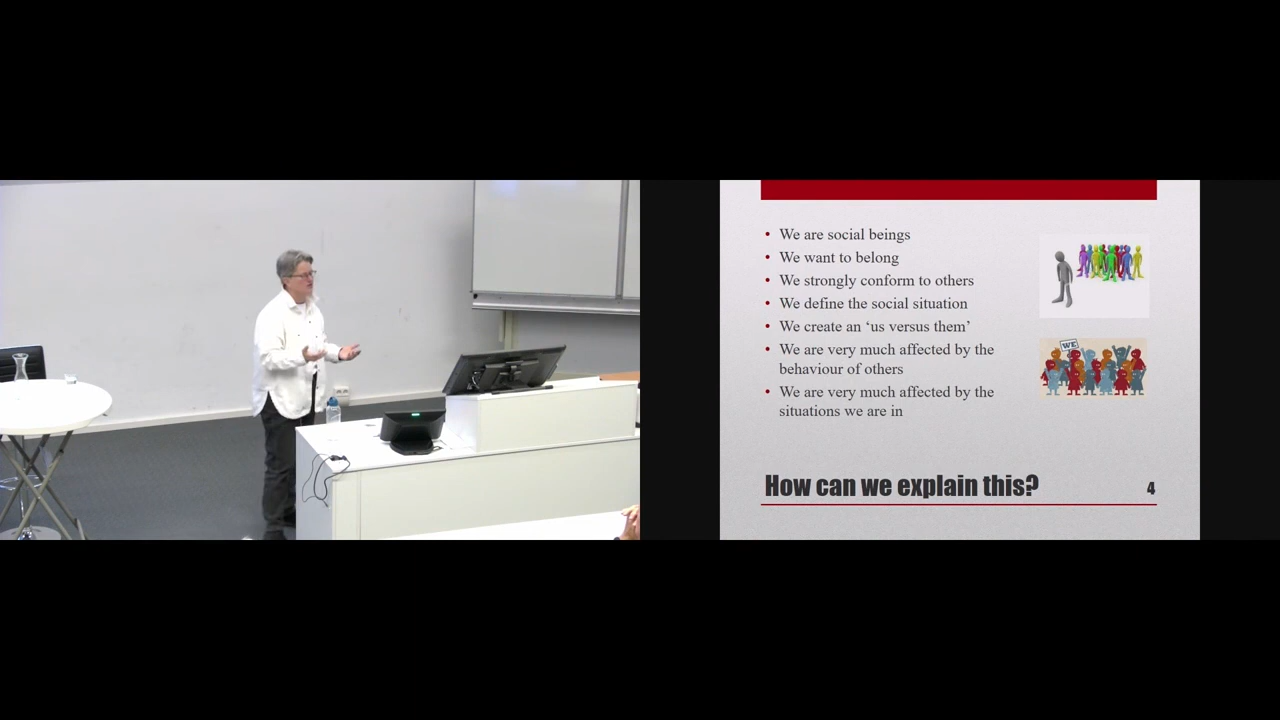 • We are social beings
• We want to belong
• We strongly conform to others
• We define the social situation
• We create an ‘us versus them’
• We are very much affected by the
behaviour of others
• We are very much affected by the
situations we are in
WE
How can we explain this?
4